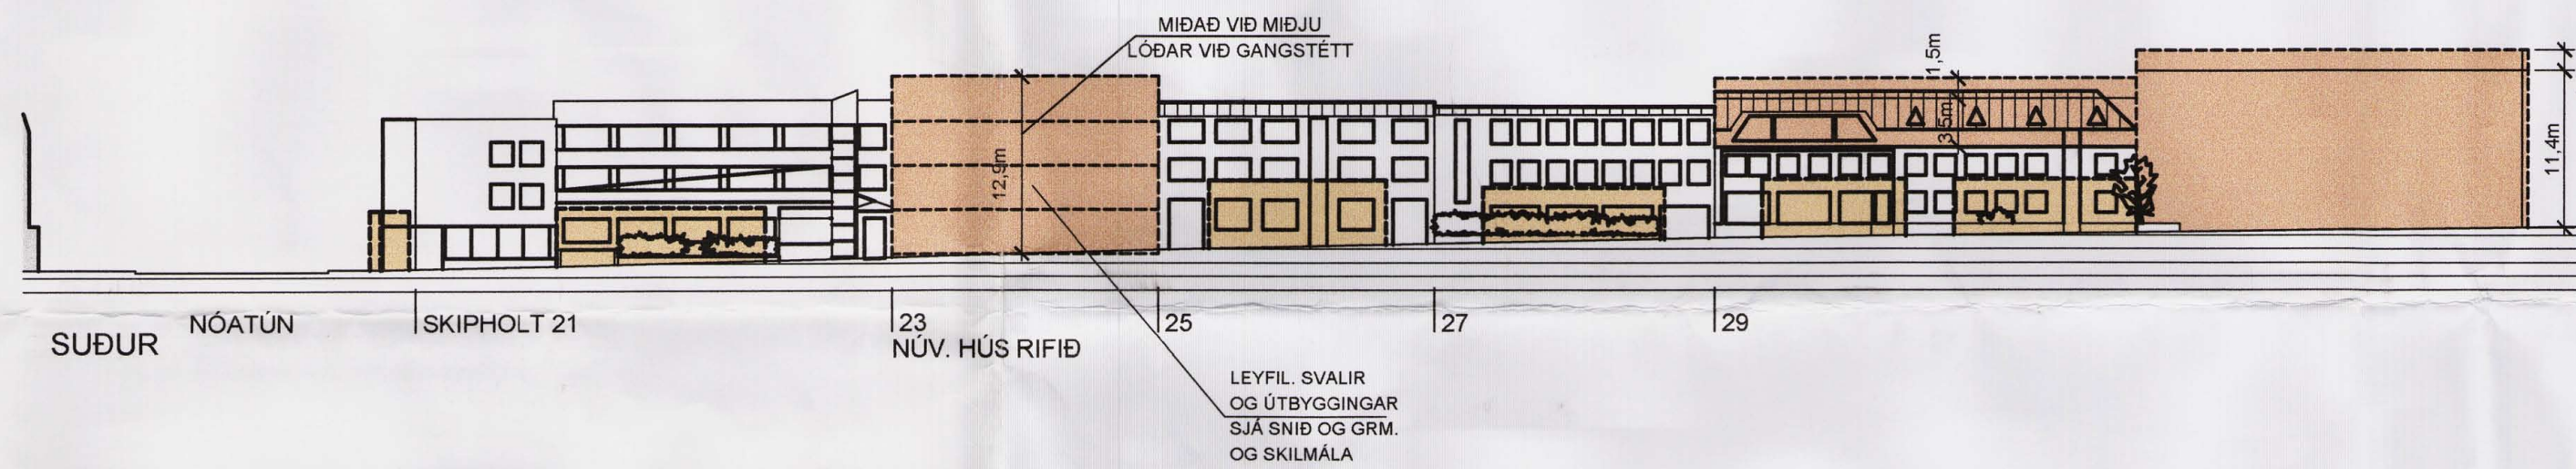 MIÐAÐ VIÐ MIÐJU
LÓÐAR VIÐ GANGSTÉTT
1,5m
3,5m
12,9m
11,4m
NÓATÚN
SKIPHOLT 21
23
25
27
29
SUÐUR
NÚV. HÚS RIFIÐ
LEYFIL. SVALIR
OG ÚTBYGGINGAR
SJÁ SNIÐ OG GRM.
OG SKILMÁLA